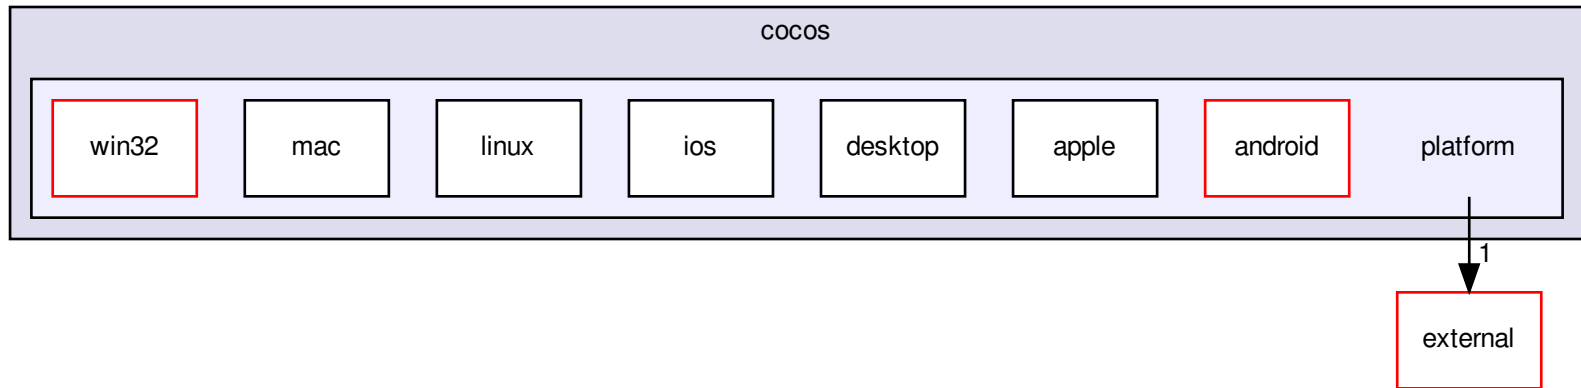 cocos
win32 mac linux ios desktop apple android platform
1
external